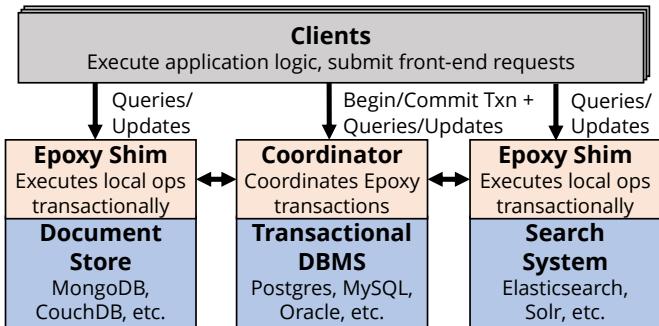 Clients
Execute application logic, submit front-end requests
Queries/
Updates
Begin/Commit Txn +
Queries/Updates
Queries/
Updates
Epoxy Shim
Executes local ops
transactionally
Coordinator
Coordinates Epoxy
transactions
Epoxy Shim
Executes local ops
transactionally
Document
Store
MongoDB,
CouchDB, etc.
Transactional
DBMS
Postgres, MySQL,
Oracle, etc.
Search
System
Elasticsearch,
Solr, etc.